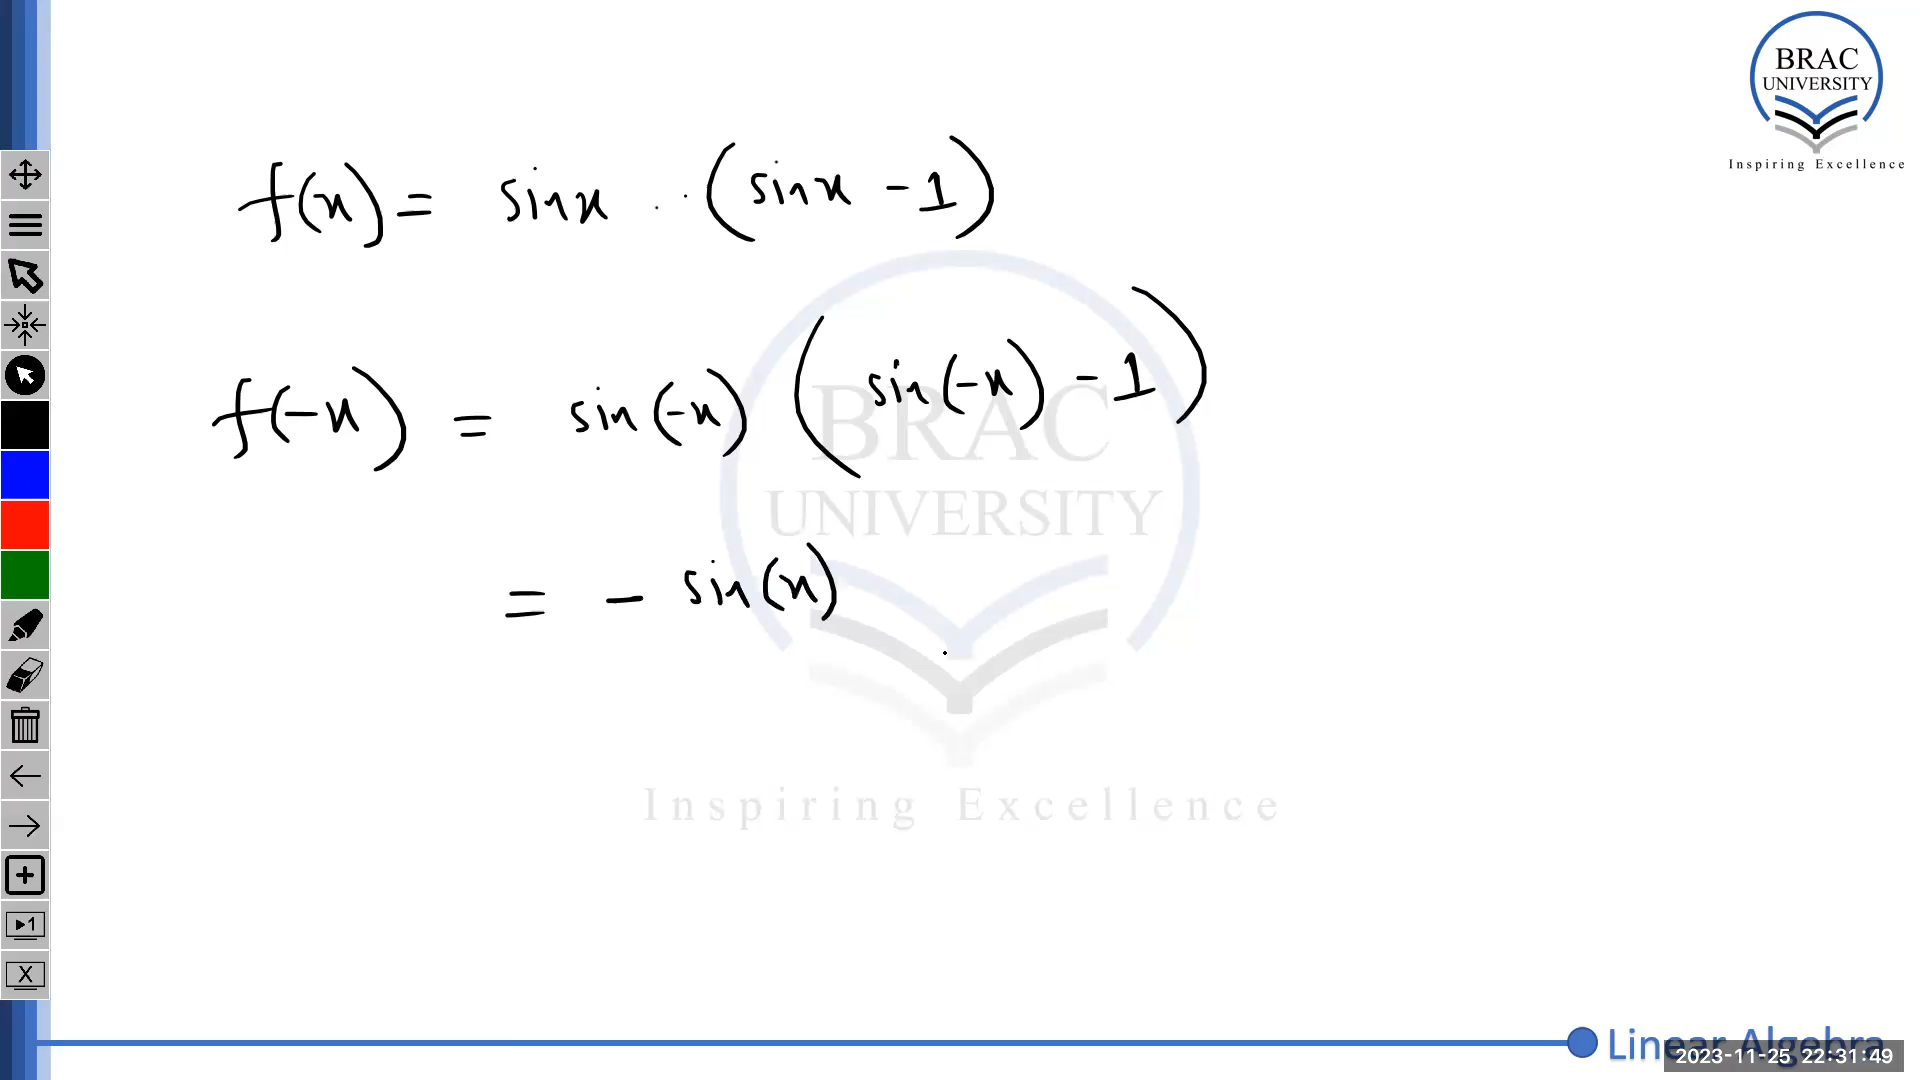 BRAC
UNIVERSITY
Inspiring Excellence
f(x) = sinx · (sinx - 1)
f(-x) = sin(-x) (sin(-x) - 1)
= - sin(x)
BRAC
UNIVERSITY
Inspiring Excellence
1
X
Linear Algebra
2023-11-25 22:31:49